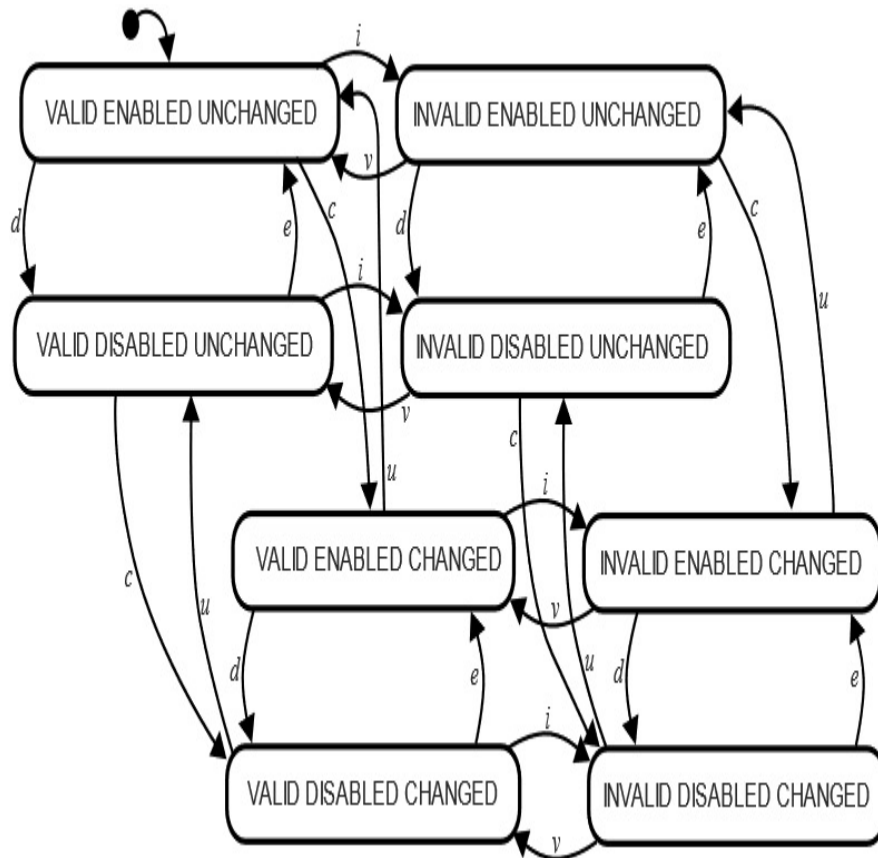 i
VALID ENABLED UNCHANGED
INVALID ENABLED UNCHANGED
v
c
c
d
e
d
e
i
u
VALID DISABLED UNCHANGED
INVALID DISABLED UNCHANGED
v
c
u
i
VALID ENABLED CHANGED
INVALID ENABLED CHANGED
c
u
v
u
d
e
d
e
i
VALID DISABLED CHANGED
INVALID DISABLED CHANGED
v